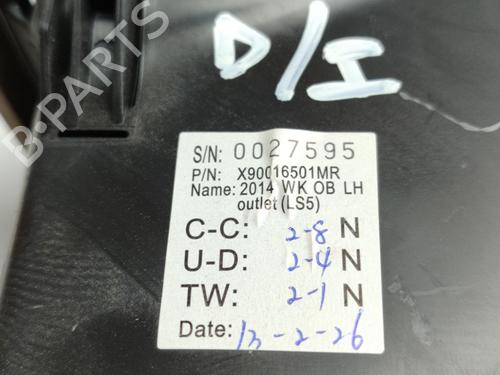 D/I
B-PARTS
S/N: 0027595
P/N: X90016501MR
Name: 2014 WK OB LH
outlet (LS5)
C-C: 2-8 N
U-D: 2-4 N
TW: 2-1 N
Date: 13-2-26